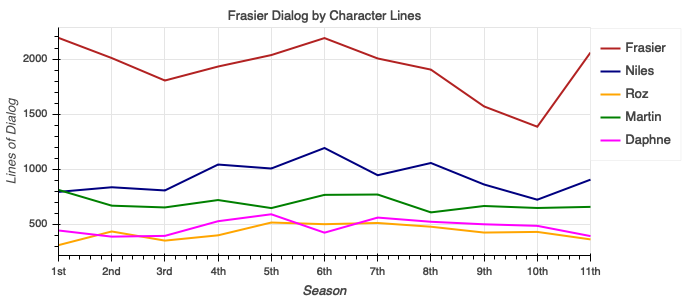 Frasier Dialog by Character Lines
2000
1500
1000
500
Lines of Dialog
1st 2nd 3rd 4th 5th 6th 7th 8th 9th 10th 11th
Season
Frasier
Niles
Roz
Martin
Daphne